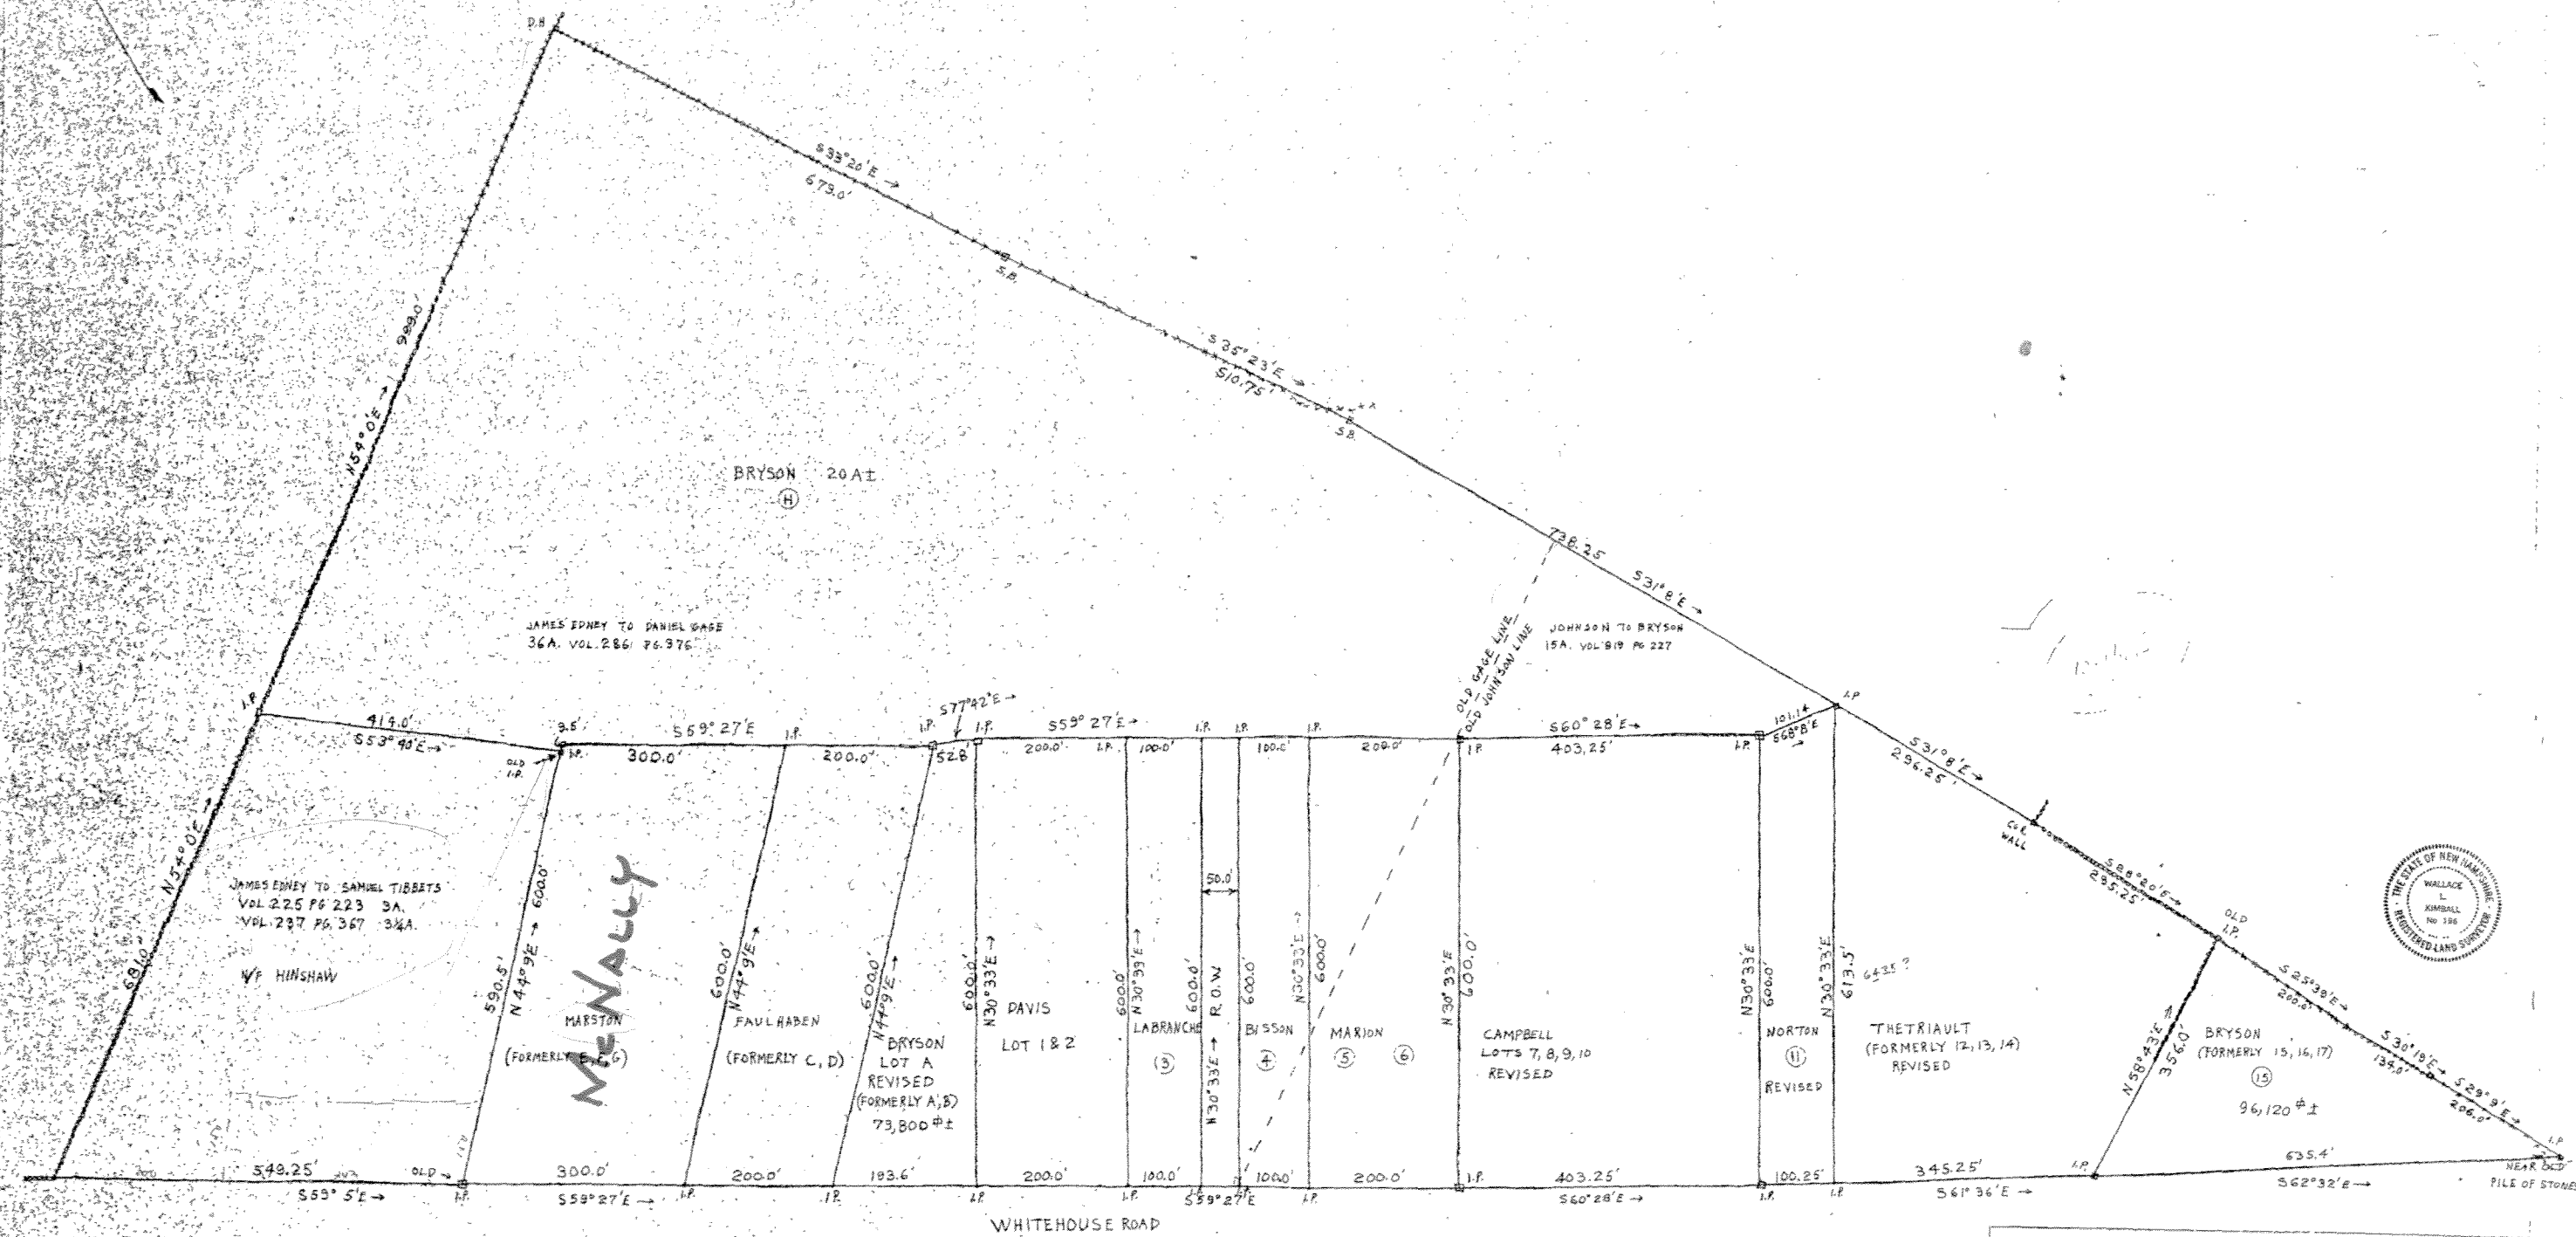 D.H
S33°20'E →
673.0'
S.B.
S35°23'E →
510.75'
S.B.
999.0'
N54°0'E →
BRYSON 20A±
H
738.25
S31°8'E →
JAMES EDNEY TO DANIEL GAGE
36A. VOL. 286 PG. 376
OLD GAGE LINE
OLD JOHNSON LINE
JOHNSON TO BRYSON
15A. VOL 819 PG 227
I.P.
414.0'
S53°40'E →
9.5'
OLD
I.P.
I.P.
S59°27'E
300.0'
I.P.
200.0'
I.P.
S77°42'E →
52.8
I.P.
S59°27'E →
200.0'
I.P.
100.0'
I.P.
I.P.
100.0'
I.P.
200.0'
I.P.
S60°28'E →
403.25'
I.P.
101.14
S68°8'E
→
I.P.
S31°8'E →
296.25'
COR.
WALL
S28°20'E →
295.25'
OLD
I.P.
S25°39'E →
200.0'
S30°19'E →
134.0'
S29°9'E →
206.0'
I.P.
NEAR OLD
PILE OF STONES
THE STATE OF NEW HAMPSHIRE
WALLACE
L.
KIMBALL
No 186
REGISTERED LAND SURVEYOR
N54°0'E →
681.0'
JAMES EDNEY TO SAMUEL TIBBETS
VOL 225 PG 223 3A.
VOL. 237 PG. 367 3¼A.
N/F HINSHAW
590.5'
N44°9'E → 600.0'
McNALLY
MARSTON
(FORMERLY E,F,G)
600.0'
N44°9'E →
FAULHABEN
(FORMERLY C, D)
600.0'
N44°9'E →
BRYSON
LOT A
REVISED
(FORMERLY A,B)
73,800 ±
600.0'
N30°33'E →
DAVIS
LOT 1 & 2
600.0'
N30°33'E →
LABRANCHE
3
600.0'
50.0'
N30°33'E → R.O.W
600.0'
BISSON
4
N30°33'E →
600.0'
MARION
5 6
N30°33'E
600.0'
CAMPBELL
LOTS 7, 8, 9, 10
REVISED
N30°33'E
600.0'
NORTON
11
REVISED
N30°33'E
613.5'
643.5?
THETRIAULT
(FORMERLY 12, 13, 14)
REVISED
N58°43'E →
356.0'
BRYSON
(FORMERLY 15, 16, 17)
15
96,120 ±
549.25'
S59°5'E →
OLD →
I.P.
300.0'
S59°27'E →
I.P.
200.0'
I.P.
193.6'
I.P.
200.0'
I.P.
100.0'
S59°27'E
I.P.
100.0'
I.P.
200.0'
I.P.
403.25'
S60°28'E →
I.P.
100.25'
I.P.
345.25'
S61°36'E →
I.P.
635.4'
S62°32'E →
WHITEHOUSE ROAD